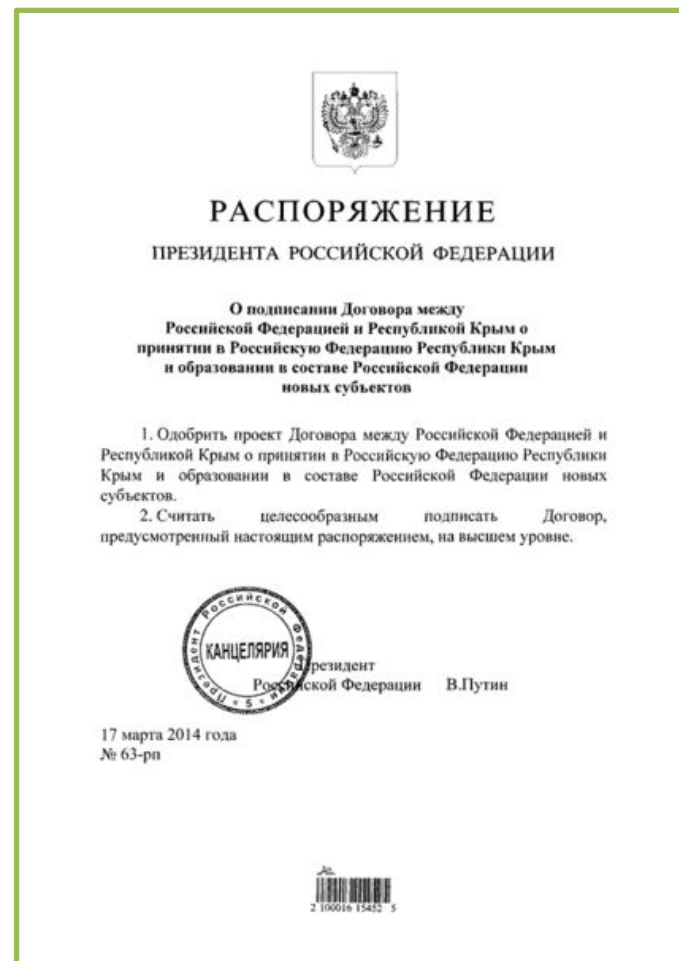 РАСПОРЯЖЕНИЕ
ПРЕЗИДЕНТА РОССИЙСКОЙ ФЕДЕРАЦИИ
О подписании Договора между
Российской Федерацией и Республикой Крым о
принятии в Российскую Федерацию Республики Крым
и образовании в составе Российской Федерации
новых субъектов
1. Одобрить проект Договора между Российской Федерацией и
Республикой Крым о принятии в Российскую Федерацию Республики
Крым и образовании в составе Российской Федерации новых
субъектов.
2. Считать целесообразным подписать Договор,
предусмотренный настоящим распоряжением, на высшем уровне.
Президент Российской Федерации
КАНЦЕЛЯРИЯ
* 5 *
Президент
Российской Федерации В.Путин
17 марта 2014 года
№ 63-рп
2 100016 15452 5